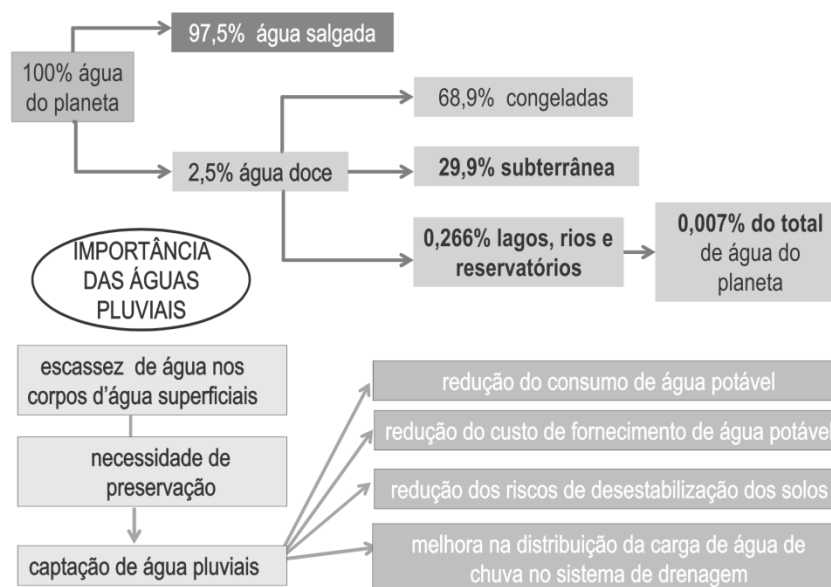 97,5% água salgada
100% água
do planeta
68,9% congeladas
2,5% água doce
29,9% subterrânea
0,266% lagos, rios e
reservatórios
0,007% do total
de água do
planeta
IMPORTÂNCIA
DAS ÁGUAS
PLUVIAIS
escassez de água nos
corpos d'água superficiais
necessidade de
preservação
captação de água pluviais
redução do consumo de água potável
redução do custo de fornecimento de água potável
redução dos riscos de desestabilização dos solos
melhora na distribuição da carga de água de
chuva no sistema de drenagem